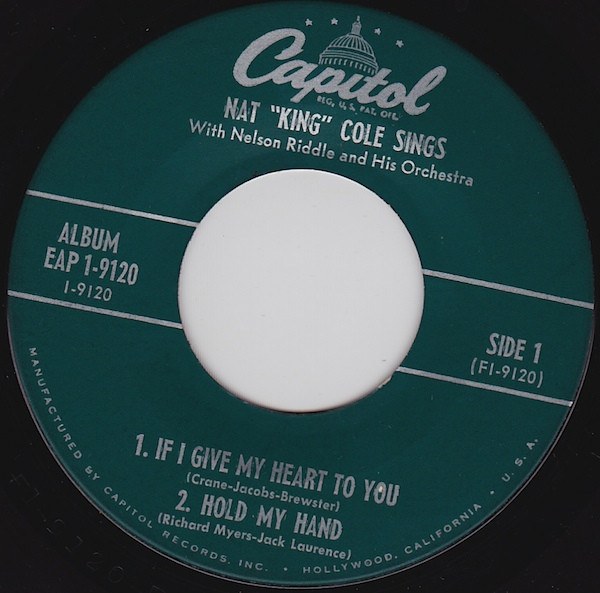 Capitol
REG. U.S. PAT. OFF.
NAT "KING" COLE SINGS
With Nelson Riddle and His Orchestra
ALBUM
EAP 1-9120
1-9120
SIDE 1
(F1-9120)
1. IF I GIVE MY HEART TO YOU
(Crane-Jacobs-Brewster)
2. HOLD MY HAND
(Richard Myers-Jack Laurence)
MANUFACTURED BY CAPITOL RECORDS, INC. • HOLLYWOOD, CALIFORNIA • U.S.A.